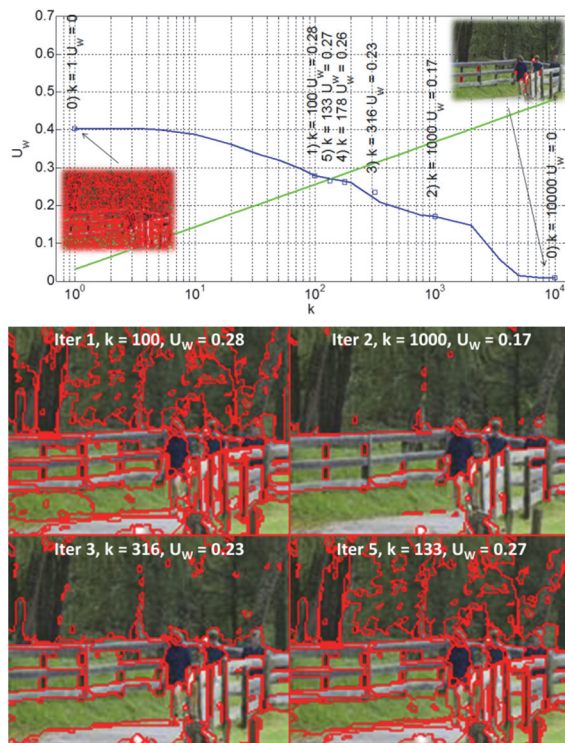 0.7
0.6
0.5
0.4
0.3
0.2
0.1
0
U_W
0) k = 1 U_W = 0
1) k = 100 U_W = 0.28
5) k = 133 U_W = 0.27
4) k = 178 U_W = 0.26
3) k = 316 U_W = 0.23
2) k = 1000 U_W = 0.17
0) k = 10000 U_W = 0
10^0 10^1 10^2 10^3 10^4
k
Iter 1, k = 100, U_W = 0.28
Iter 2, k = 1000, U_W = 0.17
Iter 3, k = 316, U_W = 0.23
Iter 5, k = 133, U_W = 0.27